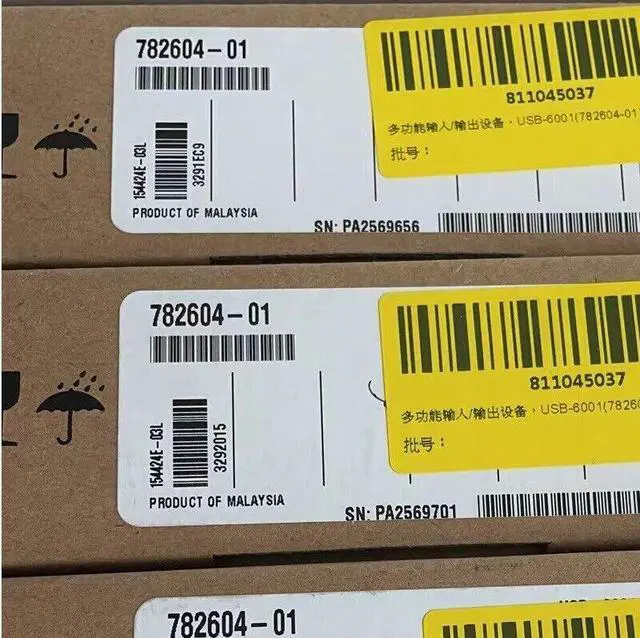 782604-01
811045037
多功能输入/输出设备，USB-6001(782604-01
批号：
154424E-03L
3291EC9
PRODUCT OF MALAYSIA
SN: PA2569656
782604-01
811045037
多功能输入/输出设备，USB-6001(78260
批号：
154424E-03L
3292015
PRODUCT OF MALAYSIA
SN: PA2569701
782604-01